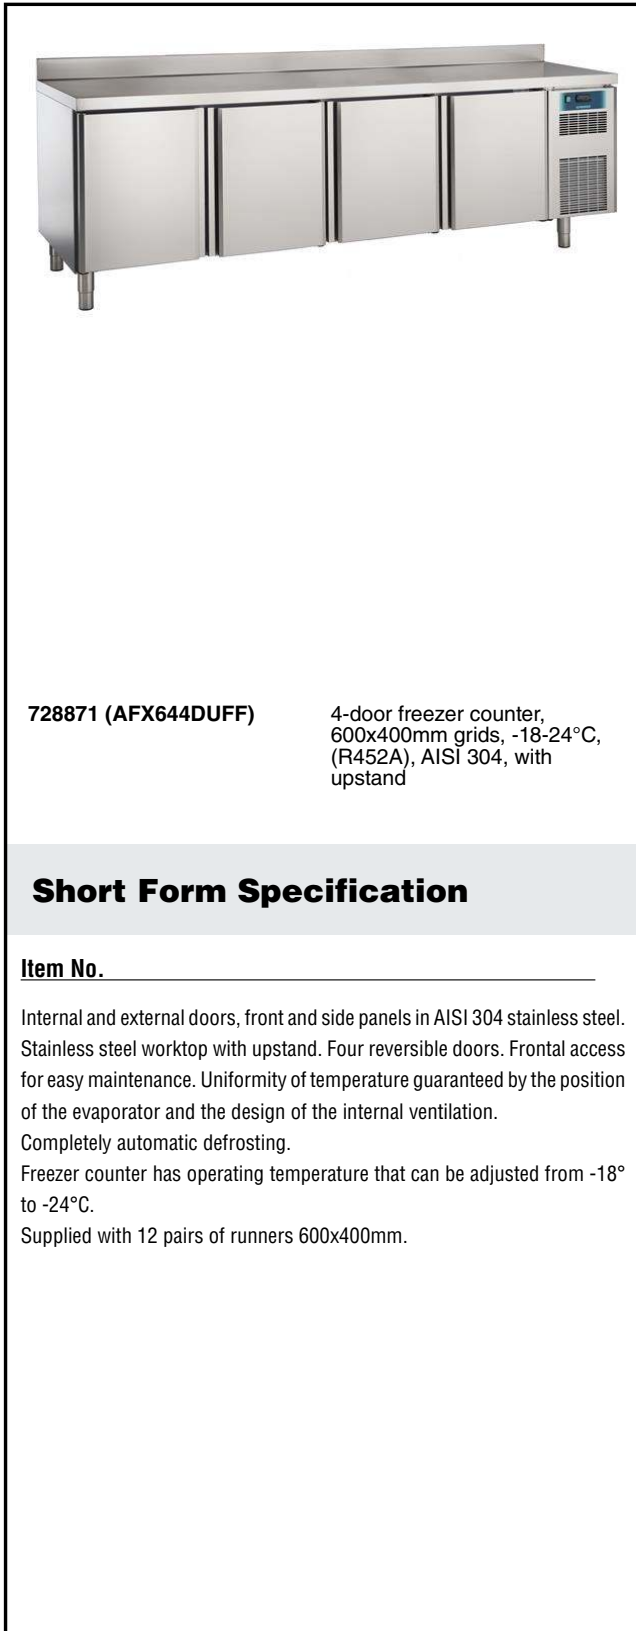 728871 (AFX644DUFF)
4-door freezer counter,
600x400mm grids, -18-24°C,
(R452A), AISI 304, with
upstand
Short Form Specification
Item No.
Internal and external doors, front and side panels in AISI 304 stainless steel.
Stainless steel worktop with upstand. Four reversible doors. Frontal access
for easy maintenance. Uniformity of temperature guaranteed by the position
of the evaporator and the design of the internal ventilation.
Completely automatic defrosting.
Freezer counter has operating temperature that can be adjusted from -18°
to -24°C.
Supplied with 12 pairs of runners 600x400mm.